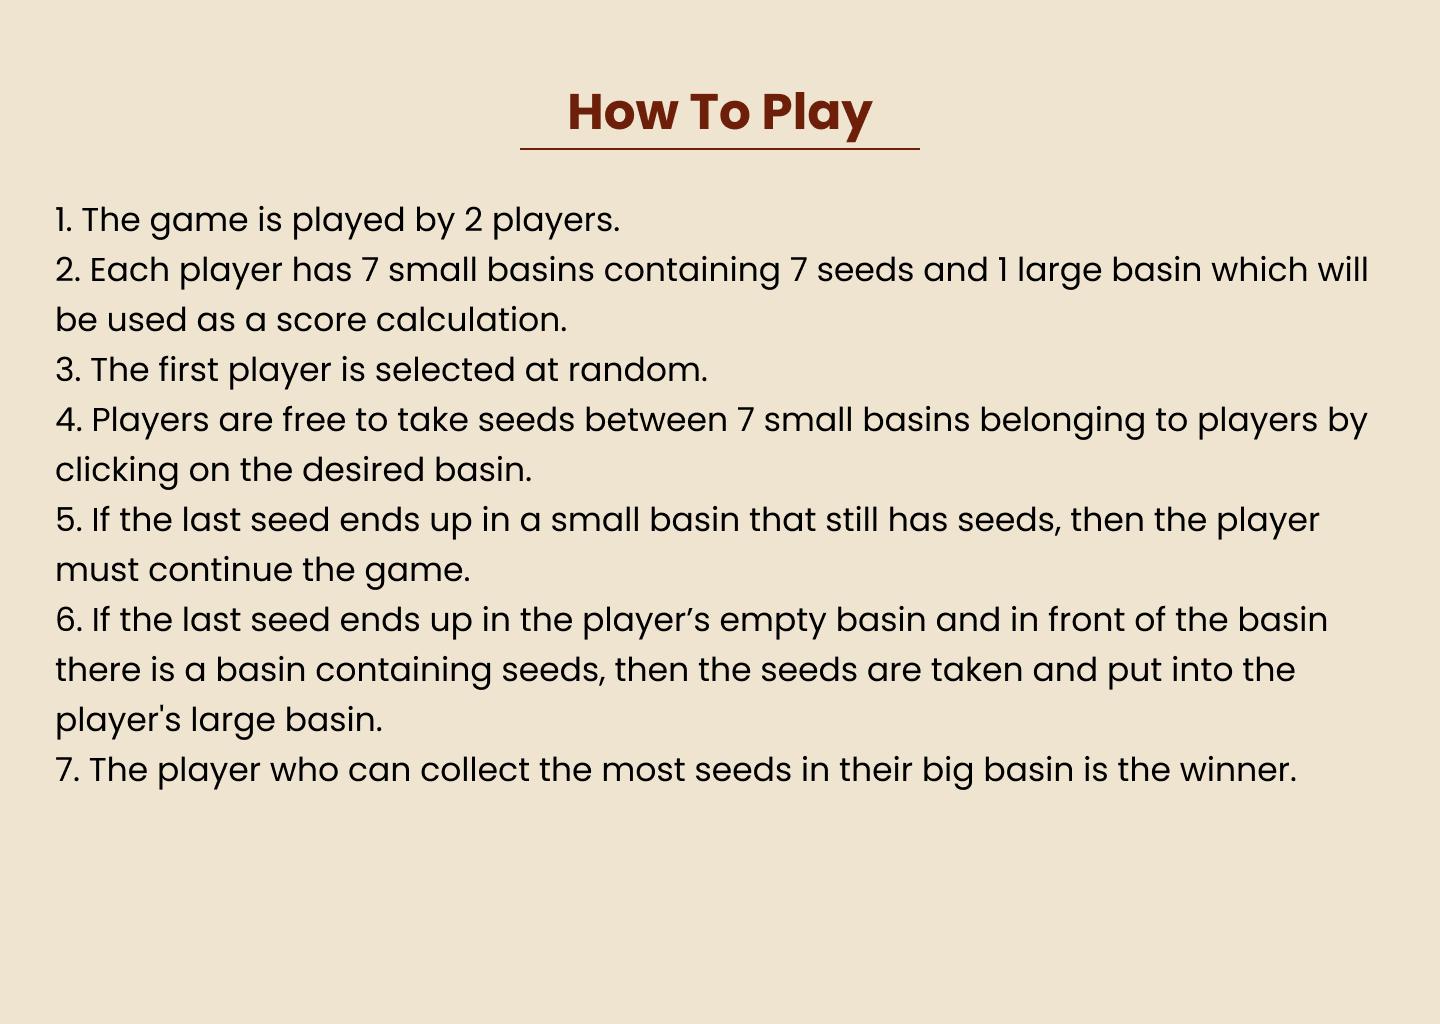 How To Play
1. The game is played by 2 players.
2. Each player has 7 small basins containing 7 seeds and 1 large basin which will
be used as a score calculation.
3. The first player is selected at random.
4. Players are free to take seeds between 7 small basins belonging to players by
clicking on the desired basin.
5. If the last seed ends up in a small basin that still has seeds, then the player
must continue the game.
6. If the last seed ends up in the player’s empty basin and in front of the basin
there is a basin containing seeds, then the seeds are taken and put into the
player's large basin.
7. The player who can collect the most seeds in their big basin is the winner.